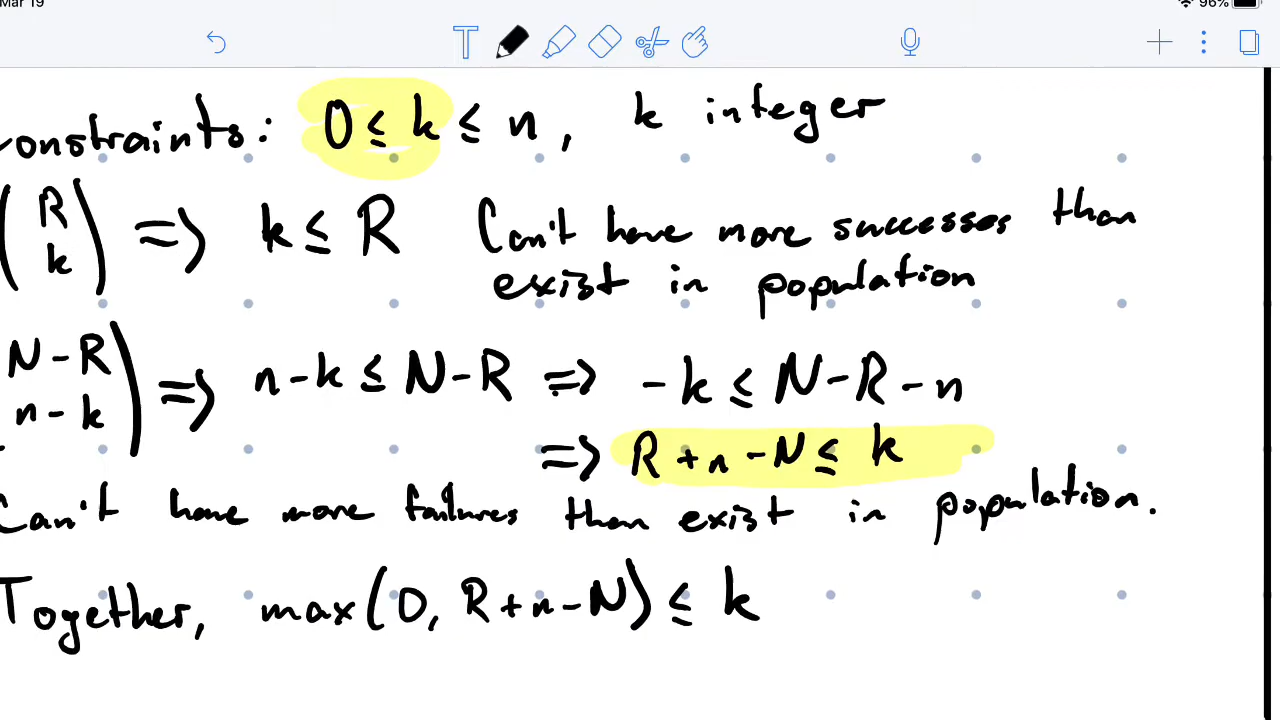 Mar 19 96%
constraints: 0 ≤ k ≤ n, k integer
(R k) => k ≤ R Can't have more successes than
exist in population
N-R
n-k) => n-k ≤ N-R => -k ≤ N-R-n
=> R+n-N ≤ k
Can't have more failures than exist in population.
Together, max(0, R+n-N) ≤ k